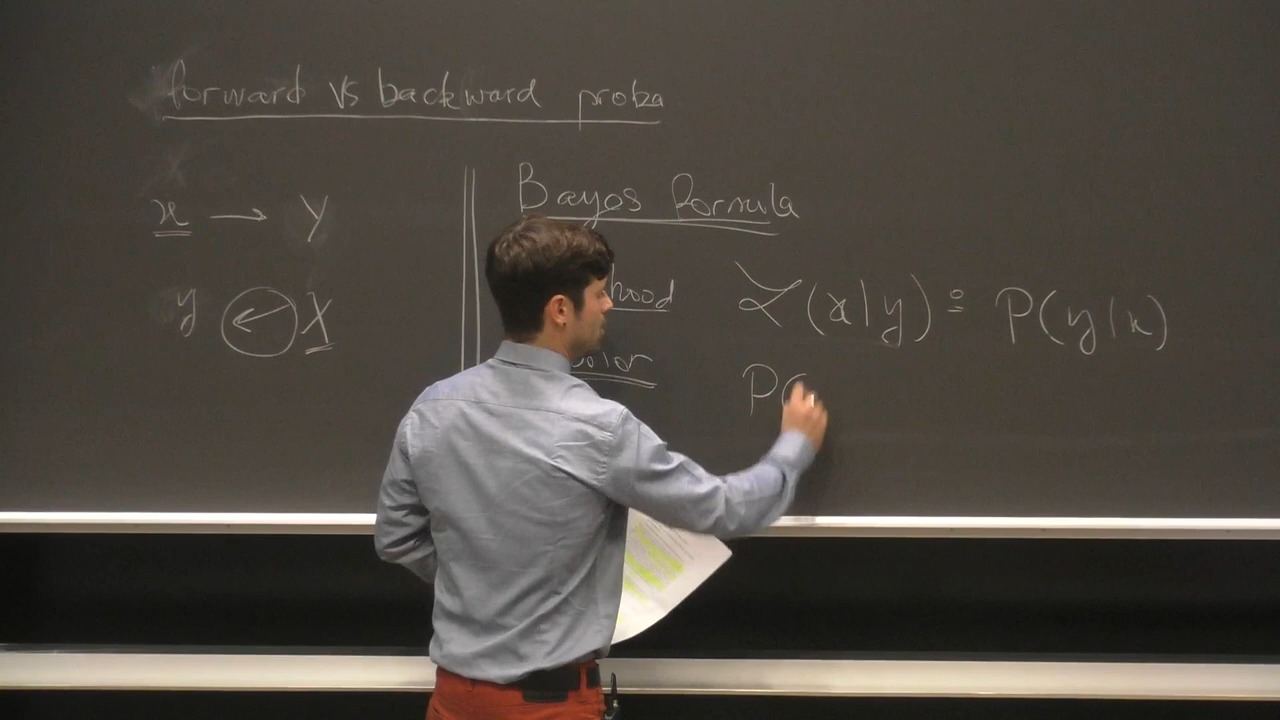 forward vs backward proba
x → Y
y ← X
Bayes formula
hood L(x|y) = P(y|x)
P(